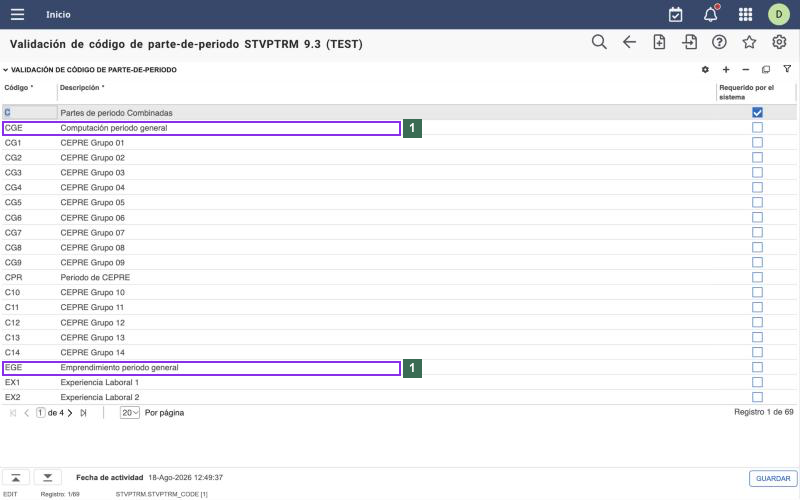 Inicio
D
Validación de código de parte-de-periodo STVPTRM 9.3 (TEST)
VALIDACIÓN DE CÓDIGO DE PARTE-DE-PERIODO
Código * Descripción * Requerido por el sistema
C Partes de periodo Combinadas
CGE Computación periodo general 1
CG1 CEPRE Grupo 01
CG2 CEPRE Grupo 02
CG3 CEPRE Grupo 03
CG4 CEPRE Grupo 04
CG5 CEPRE Grupo 05
CG6 CEPRE Grupo 06
CG7 CEPRE Grupo 07
CG8 CEPRE Grupo 08
CG9 CEPRE Grupo 09
CPR Periodo de CEPRE
C10 CEPRE Grupo 10
C11 CEPRE Grupo 11
C12 CEPRE Grupo 12
C13 CEPRE Grupo 13
C14 CEPRE Grupo 14
EGE Emprendimiento periodo general 1
EX1 Experiencia Laboral 1
EX2 Experiencia Laboral 2
1 de 4 20 Por página Registro 1 de 69
Fecha de actividad 18-Ago-2026 12:49:37 GUARDAR
EDIT Registro: 1/69 STVPTRM.STVPTRM_CODE [1]